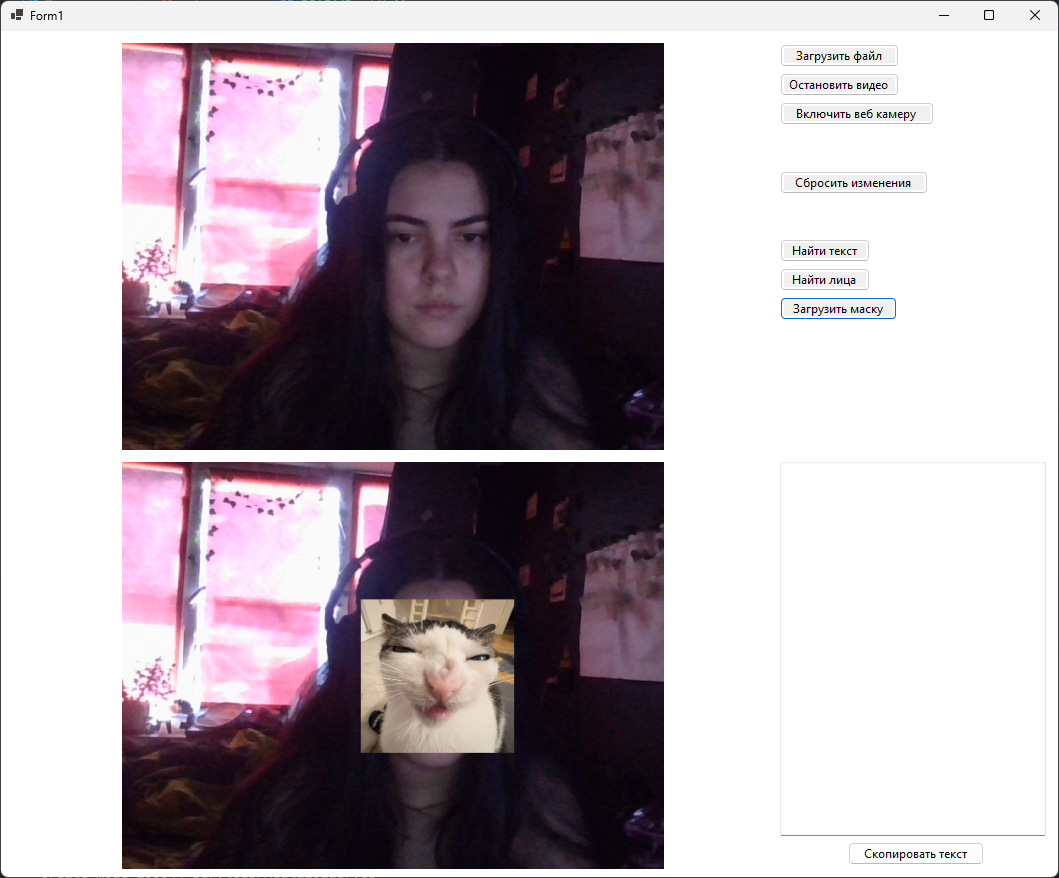 Form1
Загрузить файл
Остановить видео
Включить веб камеру
Сбросить изменения
Найти текст
Найти лица
Загрузить маску
Скопировать текст